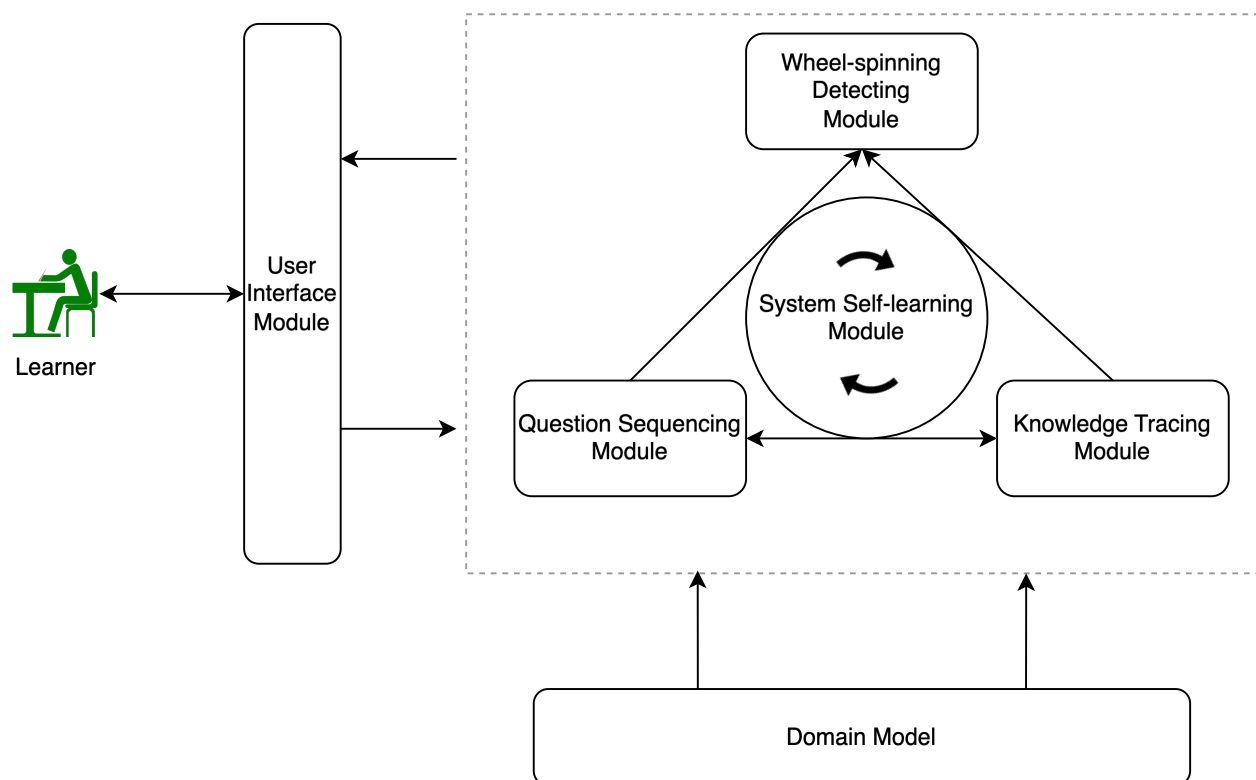 Wheel-spinning
Detecting
Module
User
Interface
Module
System Self-learning
Module
Learner
Question Sequencing
Module
Knowledge Tracing
Module
Domain Model